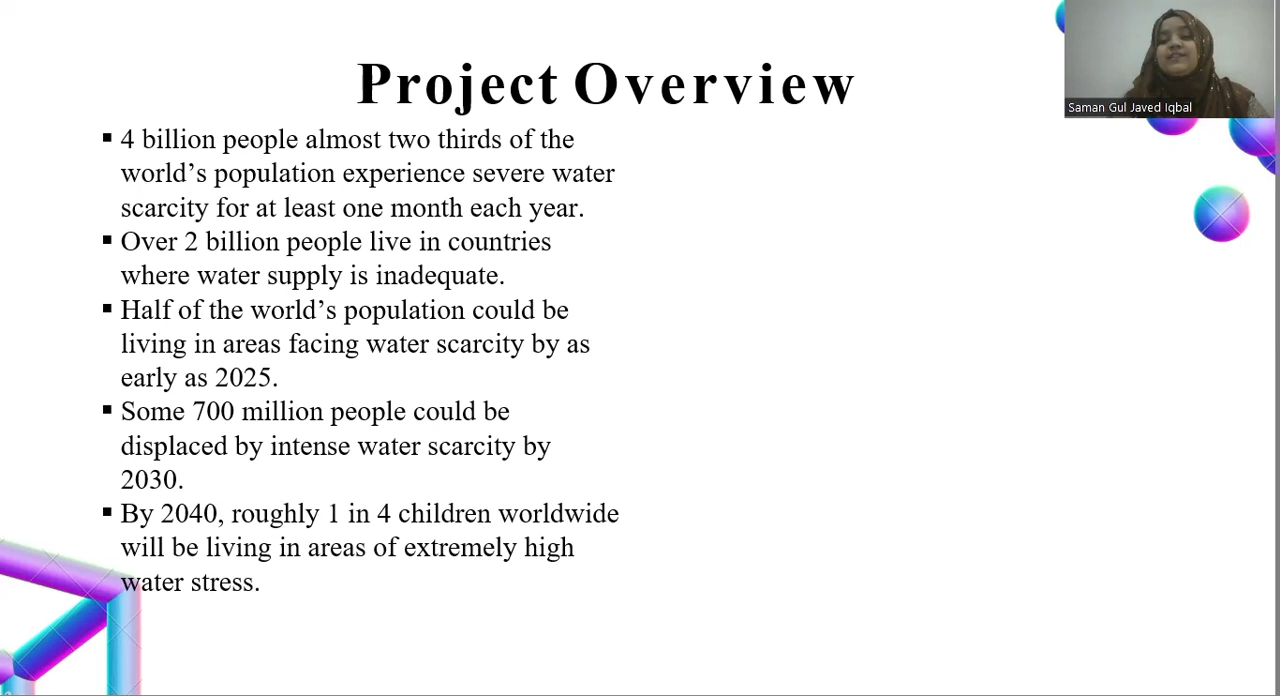 Project Overview
▪ 4 billion people almost two thirds of the
world’s population experience severe water
scarcity for at least one month each year.
▪ Over 2 billion people live in countries
where water supply is inadequate.
▪ Half of the world’s population could be
living in areas facing water scarcity by as
early as 2025.
▪ Some 700 million people could be
displaced by intense water scarcity by
2030.
▪ By 2040, roughly 1 in 4 children worldwide
will be living in areas of extremely high
water stress.
Saman Gul Javed Iqbal